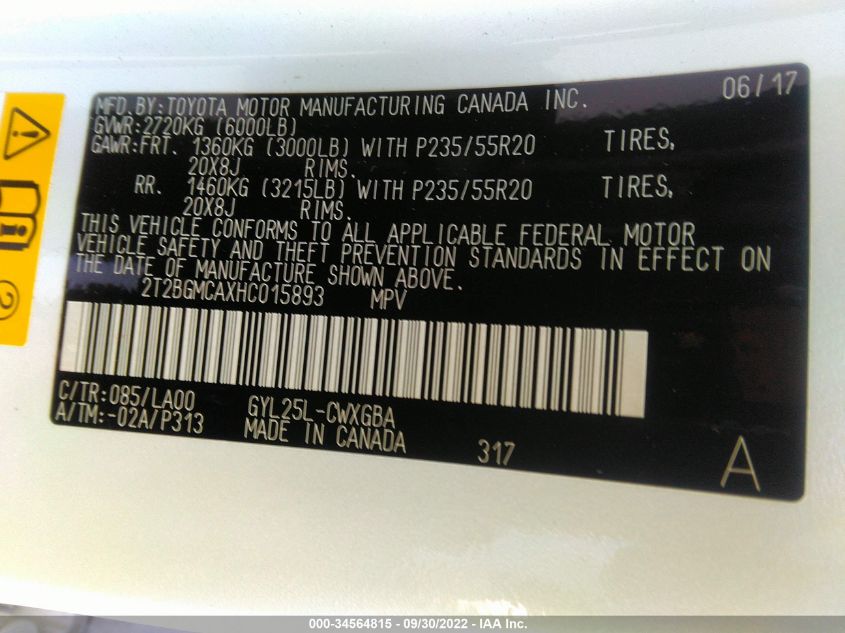 MFD. BY: TOYOTA MOTOR MANUFACTURING CANADA INC. 06/17
GVWR: 2720KG (6000LB)
GAWR: FRT. 1360KG (3000LB) WITH P235/55R20 TIRES,
20X8J RIMS.
RR. 1460KG (3215LB) WITH P235/55R20 TIRES,
20X8J RIMS.
THIS VEHICLE CONFORMS TO ALL APPLICABLE FEDERAL MOTOR
VEHICLE SAFETY AND THEFT PREVENTION STANDARDS IN EFFECT ON
THE DATE OF MANUFACTURE SHOWN ABOVE.
2T2BGMCAXHC015893 MPV
C/TR: 085/LA00 GYL25L-CWXGBA
A/TM: -02A/P313 MADE IN CANADA 317
A
2
000-34564815 - 09/30/2022 - IAA Inc.